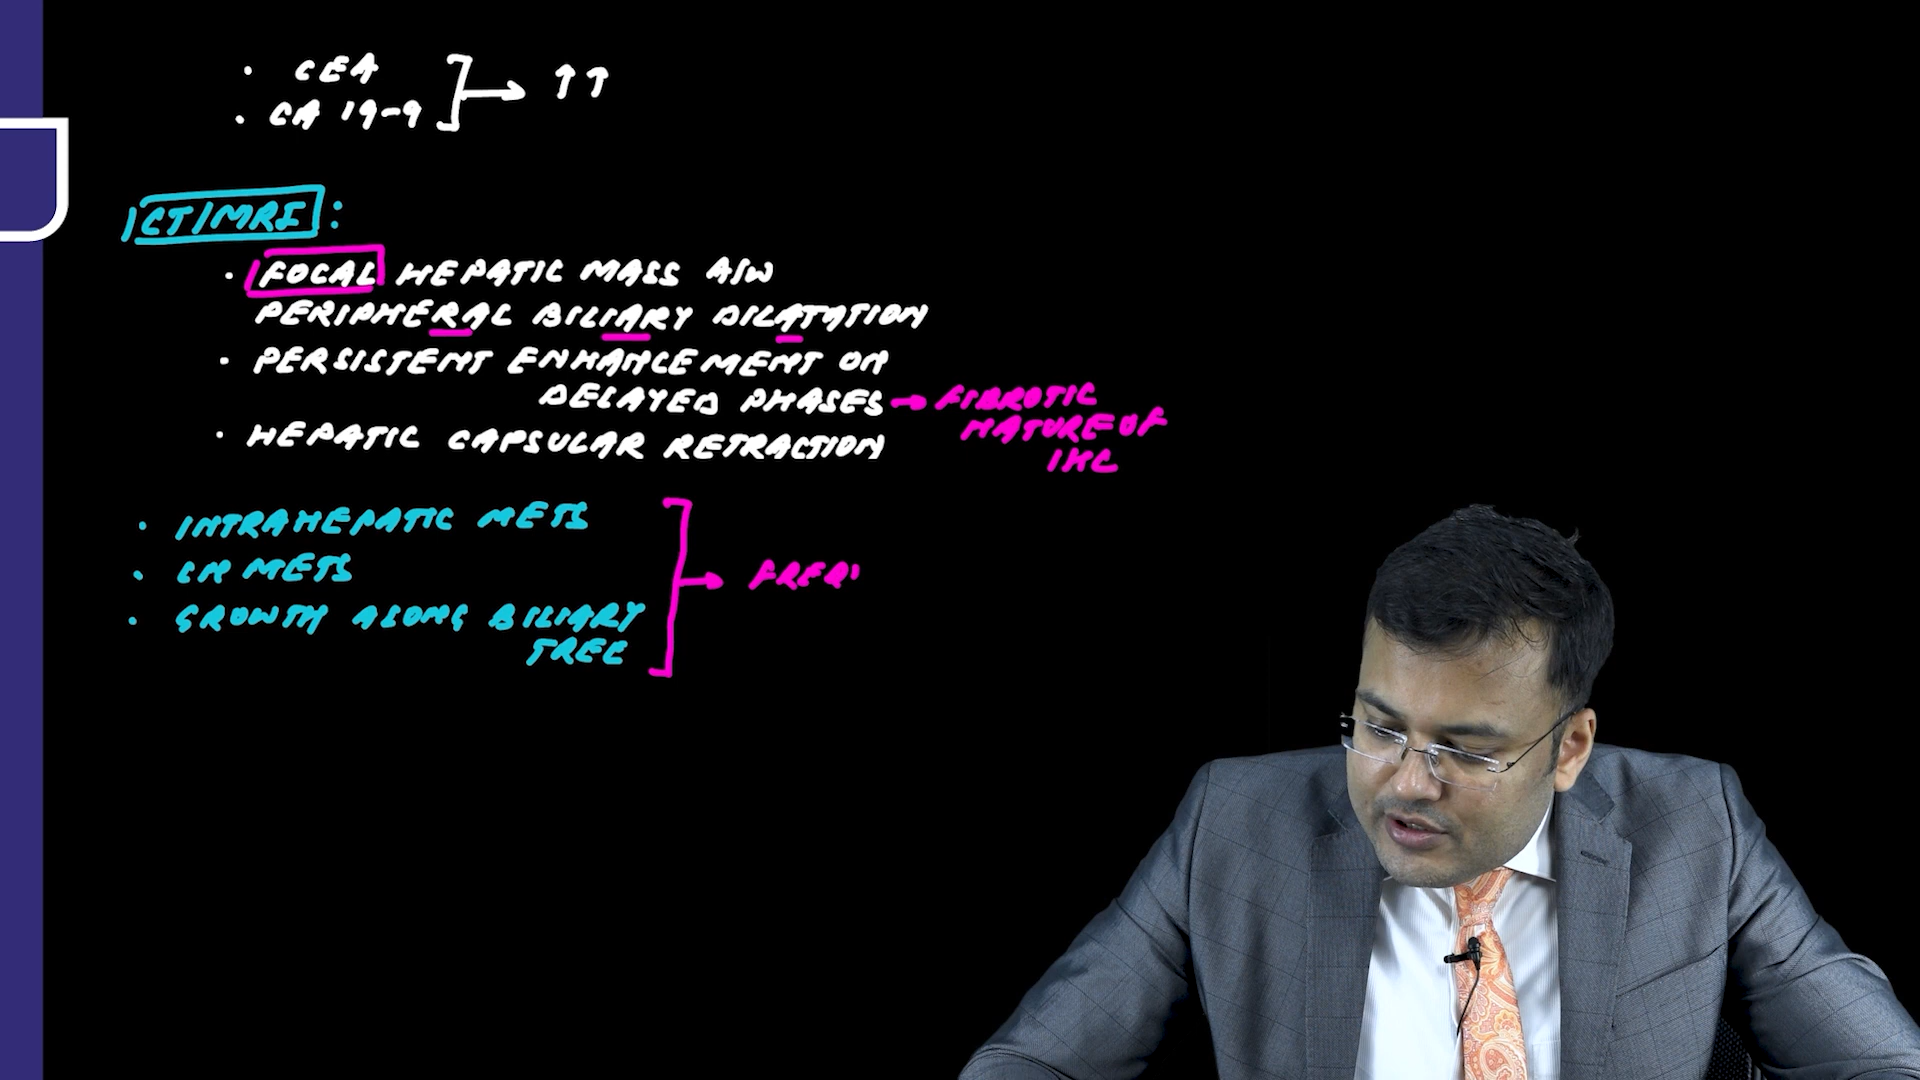 • CEA
• CA 19-9 ] → ↑↑
CT/MRI :
• FOCAL HEPATIC MASS A/W
PERIPHERAL BILIARY DILATATION
• PERSISTENT ENHANCEMENT ON
DELAYED PHASES → FIBROTIC
NATURE OF
IHC
• HEPATIC CAPSULAR RETRACTION
• INTRAHEPATIC METS
• LN METS
• GROWTH ALONG BILIARY
TREE
] → FREQ